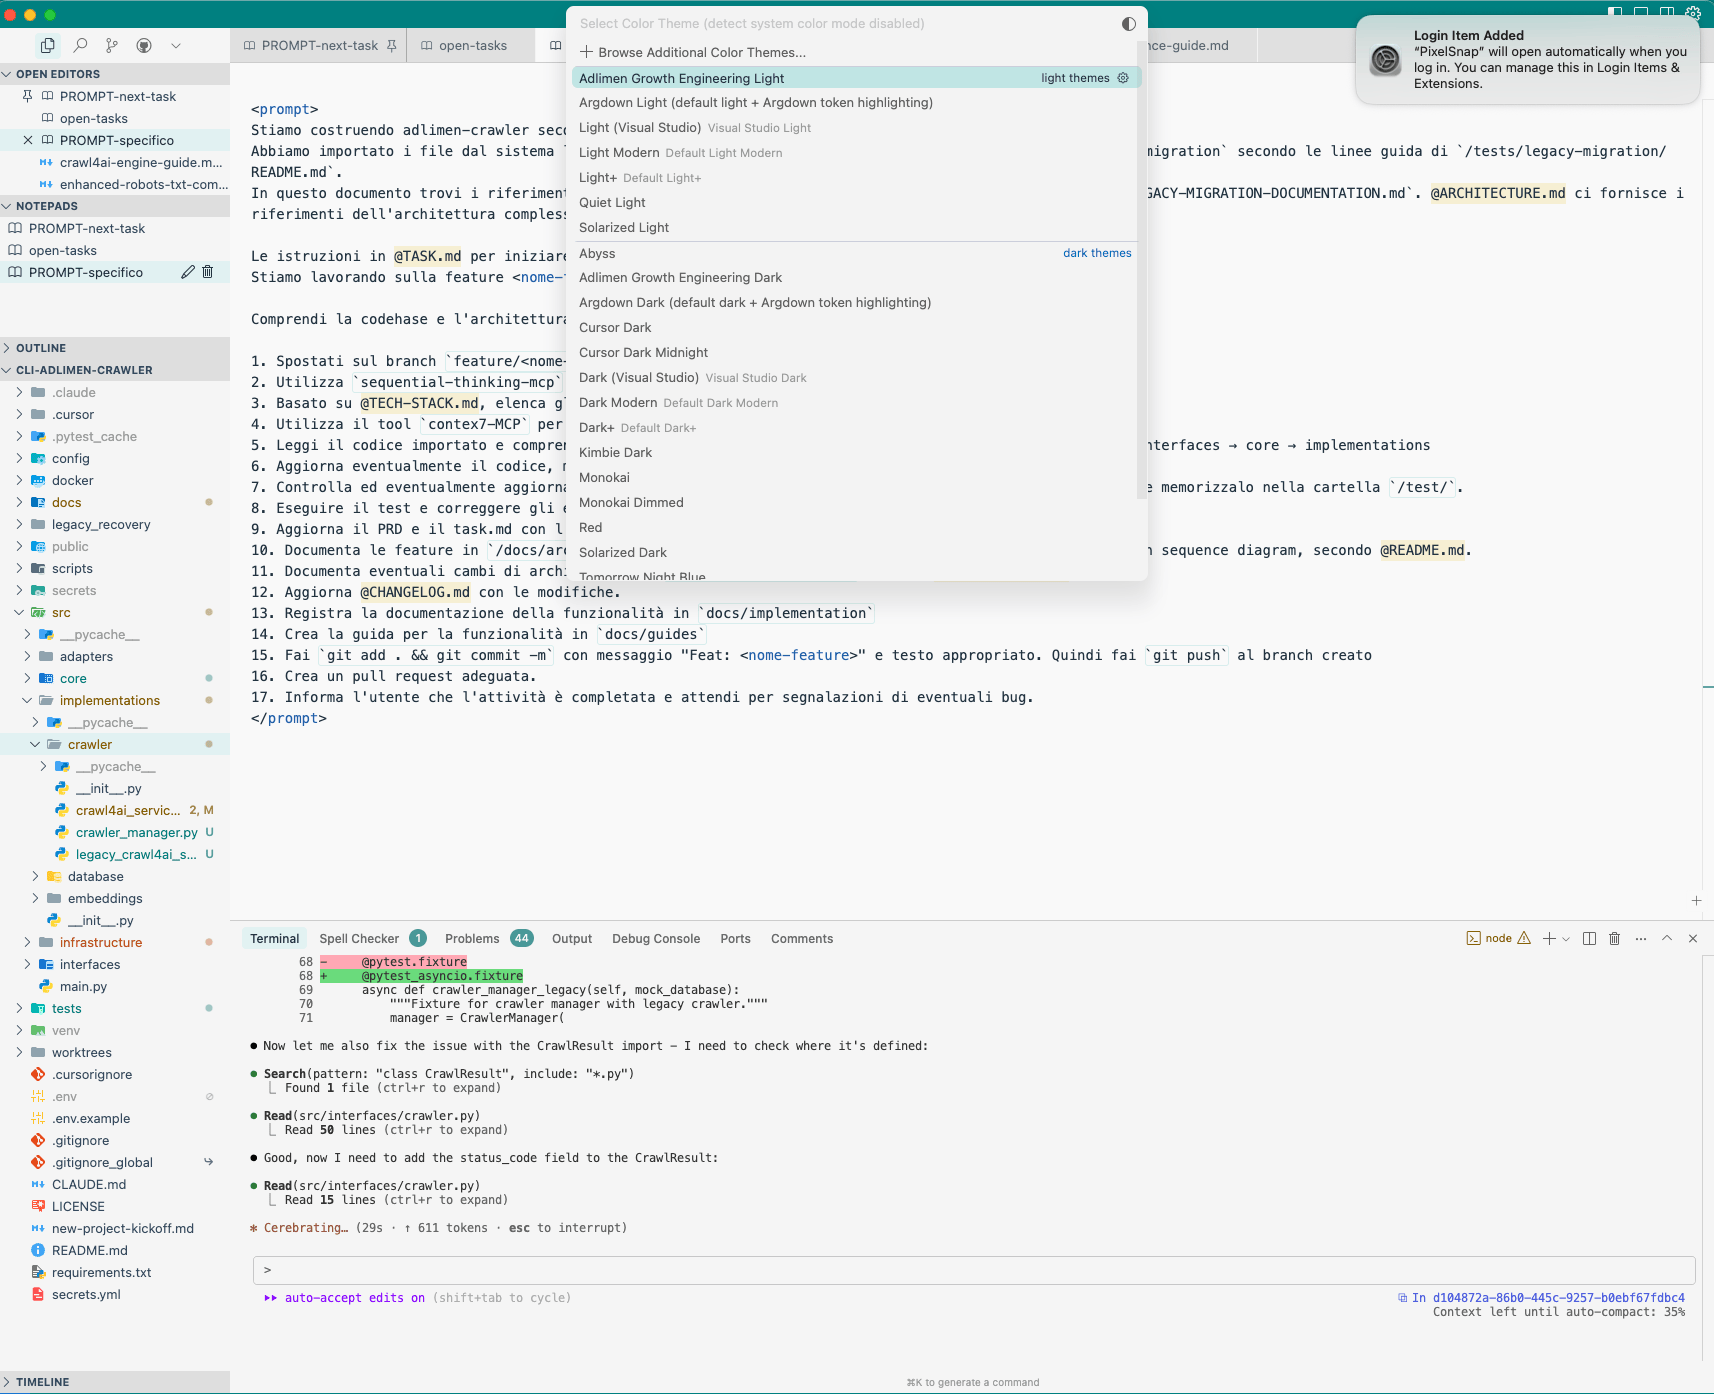 Select Color Theme (detect system color mode disabled)
Browse Additional Color Themes...
Adlimen Growth Engineering Light light themes
Argdown Light (default light + Argdown token highlighting)
Light (Visual Studio) Visual Studio Light
Light Modern Default Light Modern
Light+ Default Light+
Quiet Light
Solarized Light
Abyss dark themes
Adlimen Growth Engineering Dark
Argdown Dark (default dark + Argdown token highlighting)
Cursor Dark
Cursor Dark Midnight
Dark (Visual Studio) Visual Studio Dark
Dark Modern Default Dark Modern
Dark+ Default Dark+
Kimbie Dark
Monokai
Monokai Dimmed
Red
Solarized Dark
Tomorrow Night Blue
Login Item Added
“PixelSnap” will open automatically when you
log in. You can manage this in Login Items &
Extensions.
PROMPT-next-task open-tasks nce-guide.md
OPEN EDITORS
PROMPT-next-task
open-tasks
PROMPT-specifico
crawl4ai-engine-guide.m...
enhanced-robots-txt-com...
NOTEPADS
PROMPT-next-task
open-tasks
PROMPT-specifico
OUTLINE
CLI-ADLIMEN-CRAWLER
.claude
.cursor
.pytest_cache
config
docker
docs
legacy_recovery
public
scripts
secrets
src
__pycache__
adapters
core
implementations
__pycache__
crawler
__pycache__
__init__.py
crawl4ai_servic... 2, M
crawler_manager.py U
legacy_crawl4ai_s... U
database
embeddings
__init__.py
infrastructure
interfaces
main.py
tests
venv
worktrees
.cursorignore
.env
.env.example
.gitignore
.gitignore_global
CLAUDE.md
LICENSE
new-project-kickoff.md
README.md
requirements.txt
secrets.yml
TIMELINE
<prompt>
Stiamo costruendo adlimen-crawler seco
Abbiamo importato i file dal sistema migration` secondo le linee guida di `/tests/legacy-migration/
README.md`.
In questo documento trovi i riferiment GACY-MIGRATION-DOCUMENTATION.md`. @ARCHITECTURE.md ci fornisce i
riferimenti dell'architettura compless
Le istruzioni in @TASK.md per iniziare
Stiamo lavorando sulla feature <nome-
Comprendi la codehase e l'architettura
1. Spostati sul branch `feature/<nome-
2. Utilizza `sequential-thinking-mcp`
3. Basato su @TECH-STACK.md, elenca gl
4. Utilizza il tool `contex7-MCP` per
5. Leggi il codice importato e compren nterfaces → core → implementations
6. Aggiorna eventualmente il codice, m
7. Controlla ed eventualmente aggiorna e memorizzalo nella cartella `/test/`.
8. Eseguire il test e correggere gli e
9. Aggiorna il PRD e il task.md con l
10. Documenta le feature in `/docs/arc n sequence diagram, secondo @README.md.
11. Documenta eventuali cambi di archi
12. Aggiorna @CHANGELOG.md con le modifiche.
13. Registra la documentazione della funzionalità in `docs/implementation`
14. Crea la guida per la funzionalità in `docs/guides`
15. Fai `git add . && git commit -m` con messaggio "Feat: <nome-feature>" e testo appropriato. Quindi fai `git push` al branch creato
16. Crea un pull request adeguata.
17. Informa l'utente che l'attività è completata e attendi per segnalazioni di eventuali bug.
</prompt>
Terminal Spell Checker 1 Problems 44 Output Debug Console Ports Comments node
68 - @pytest.fixture
68 + @pytest_asyncio.fixture
69 async def crawler_manager_legacy(self, mock_database):
70 """Fixture for crawler manager with legacy crawler."""
71 manager = CrawlerManager(
● Now let me also fix the issue with the CrawlResult import - I need to check where it's defined:
● Search(pattern: "class CrawlResult", include: "*.py")
⎿ Found 1 file (ctrl+r to expand)
● Read(src/interfaces/crawler.py)
⎿ Read 50 lines (ctrl+r to expand)
● Good, now I need to add the status_code field to the CrawlResult:
● Read(src/interfaces/crawler.py)
⎿ Read 15 lines (ctrl+r to expand)
✻ Cerebrating… (29s · ↑ 611 tokens · esc to interrupt)
>
⏵⏵ auto-accept edits on (shift+tab to cycle) In d104872a-86b0-445c-9257-b0ebf67fdbc4
Context left until auto-compact: 35%
⌘K to generate a command